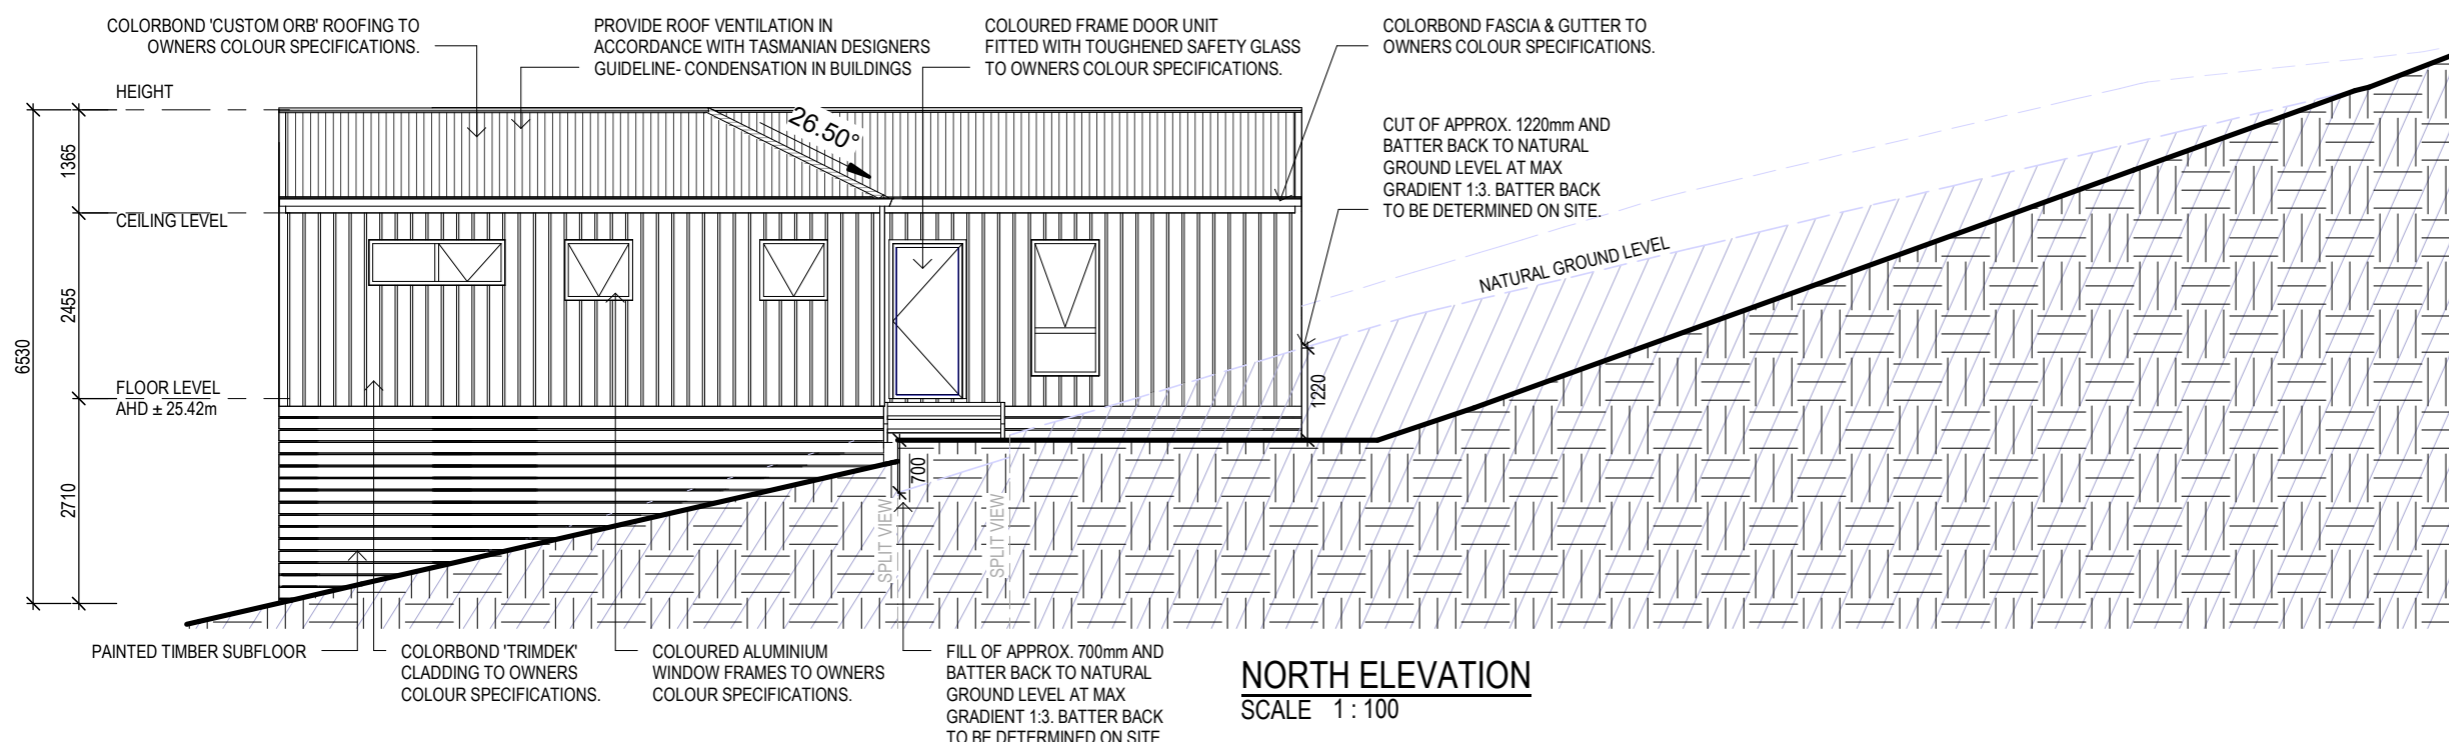 COLORBOND 'CUSTOM ORB' ROOFING TO
OWNERS COLOUR SPECIFICATIONS.
PROVIDE ROOF VENTILATION IN
ACCORDANCE WITH TASMANIAN DESIGNERS
GUIDELINE- CONDENSATION IN BUILDINGS
COLOURED FRAME DOOR UNIT
FITTED WITH TOUGHENED SAFETY GLASS
TO OWNERS COLOUR SPECIFICATIONS.
COLORBOND FASCIA & GUTTER TO
OWNERS COLOUR SPECIFICATIONS.
HEIGHT
26.50°
CUT OF APPROX. 1220mm AND
BATTER BACK TO NATURAL
GROUND LEVEL AT MAX
GRADIENT 1:3. BATTER BACK
TO BE DETERMINED ON SITE.
1365
CEILING LEVEL
NATURAL GROUND LEVEL
2455
6530
FLOOR LEVEL
AHD ± 25.42m
1220
700
2710
SPLIT VIEW
SPLIT VIEW
PAINTED TIMBER SUBFLOOR
COLORBOND 'TRIMDEK'
CLADDING TO OWNERS
COLOUR SPECIFICATIONS.
COLOURED ALUMINIUM
WINDOW FRAMES TO OWNERS
COLOUR SPECIFICATIONS.
FILL OF APPROX. 700mm AND
BATTER BACK TO NATURAL
GROUND LEVEL AT MAX
GRADIENT 1:3. BATTER BACK
TO BE DETERMINED ON SITE
NORTH ELEVATION
SCALE 1 : 100